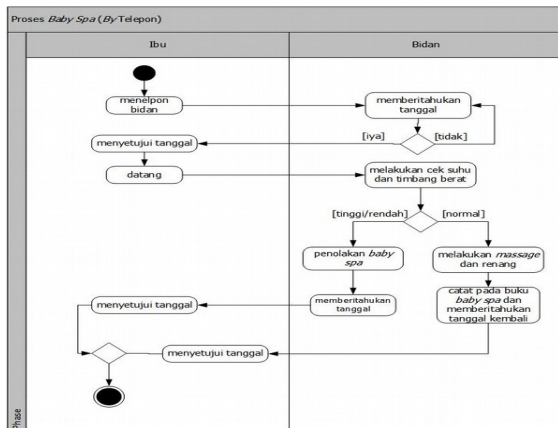 Proses Baby Spa (By Telepon)
Ibu
Bidan
menelpon
bidan
memberitahukan
tanggal
[iya]
[tidak]
menyetujui tanggal
datang
melakukan cek suhu
dan timbang berat
[tinggi/rendah]
[normal]
penolakan baby
spa
melakukan massage
dan renang
memberitahukan
tanggal
catat pada buku
baby spa dan
memberitahukan
tanggal kembali
menyetujui tanggal
menyetujui tanggal
Phase